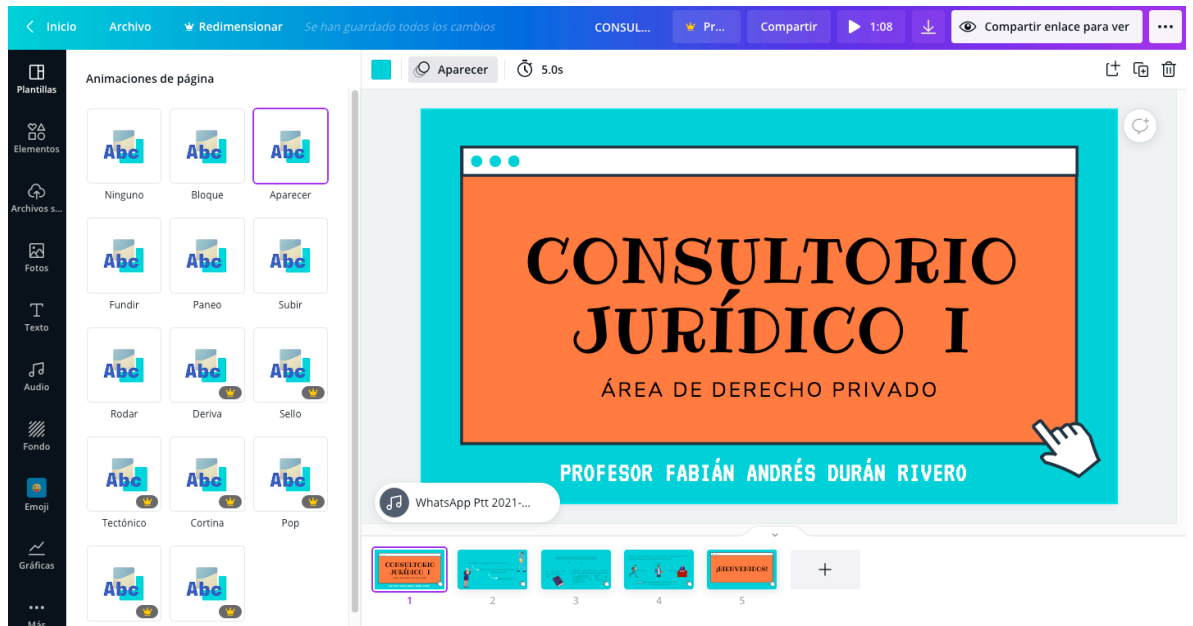 Inicio Archivo Redimensionar Se han guardado todos los cambios CONSUL... Pr... Compartir 1:08 Compartir enlace para ver
Plantillas
Elementos
Archivos s...
Fotos
Texto
Audio
Fondo
Emoji
Gráficas
Más
Animaciones de página
Abc Abc Abc
Ninguno Bloque Aparecer
Abc Abc Abc
Fundir Paneo Subir
Abc Abc Abc
Rodar Deriva Sello
Abc Abc Abc
Tectónico Cortina Pop
Abc Abc
Aparecer 5.0s
CONSULTORIO
JURÍDICO I
ÁREA DE DERECHO PRIVADO
PROFESOR FABIÁN ANDRÉS DURÁN RIVERO
WhatsApp Ptt 2021-...
CONSULTORIO
JURÍDICO I
¡BIENVENIDOS!
+
1 2 3 4 5